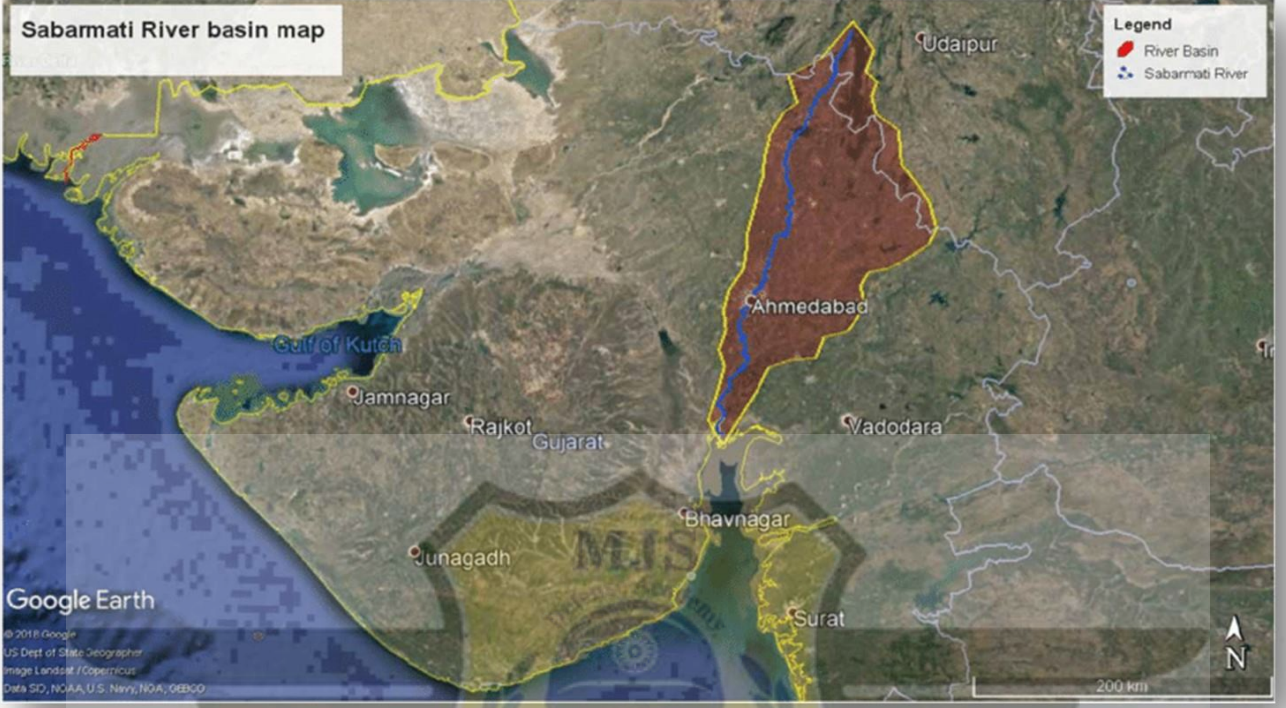 Sabarmati River basin map
Legend
River Basin
Sabarmati River
Udaipur
Ahmedabad
Gulf of Kutch
Jamnagar
Rajkot
Gujarat
Vadodara
Bhavnagar
MJS
Junagadh
Surat
Google Earth
© 2018 Google
US Dept of State Geographer
Image Landsat / Copernicus
Data SIO, NOAA, U.S. Navy, NGA, GEBCO
N
200 km